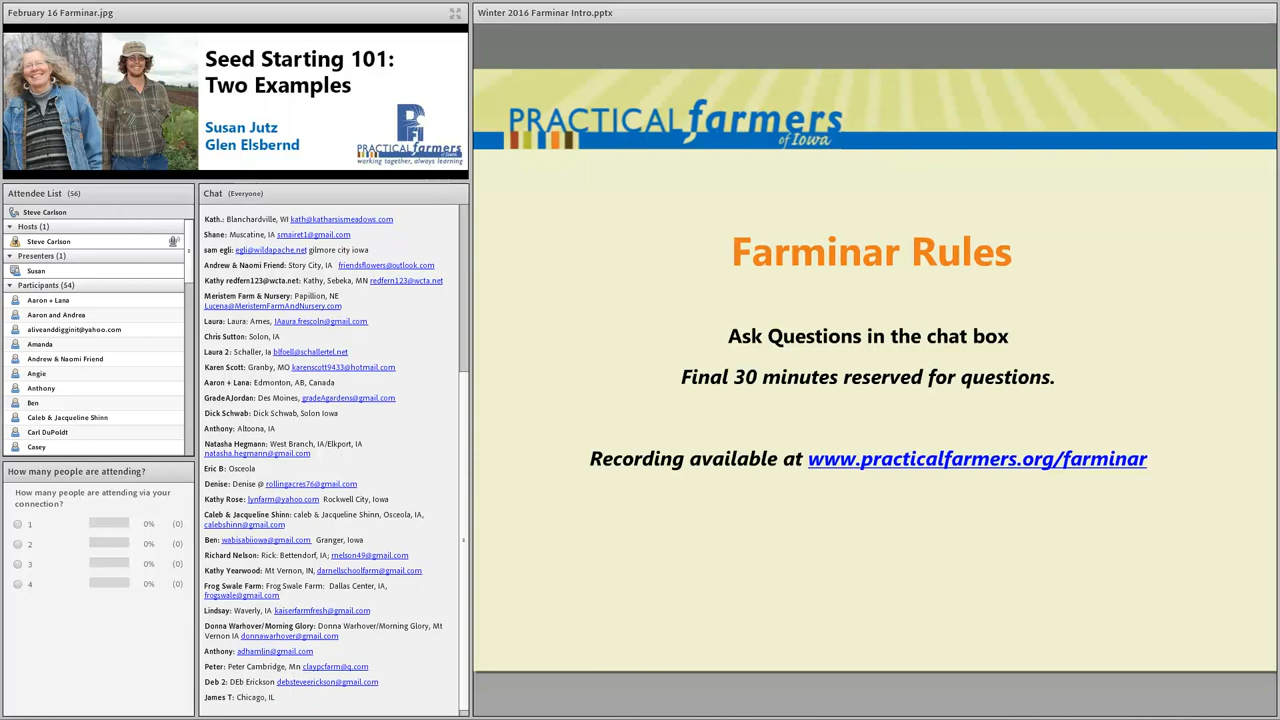 February 16 Farminar.jpg
Seed Starting 101:
Two Examples
Susan Jutz
Glen Elsbernd
PFI
PRACTICAL farmers
of Iowa
working together, always learning
Attendee List (56)
Steve Carlson
Hosts (1)
Steve Carlson
Presenters (1)
Susan
Participants (54)
Aaron + Lana
Aaron and Andrea
aliveanddigginit@yahoo.com
Amanda
Andrew & Naomi Friend
Angie
Anthony
Ben
Caleb & Jacqueline Shinn
Carl DuPoldt
Casey
How many people are attending?
How many people are attending via your
connection?
1 0% (0)
2 0% (0)
3 0% (0)
4 0% (0)
Chat (Everyone)
Kath.: Blanchardville, WI kath@katharsismeadows.com
Shane: Muscatine, IA smairet1@gmail.com
sam egli: egli@wildapache.net gilmore city iowa
Andrew & Naomi Friend: Story City, IA friendsflowers@outlook.com
Kathy redfern123@wcta.net: Kathy, Sebeka, MN redfern123@wcta.net
Meristem Farm & Nursery: Papillion, NE
Lucena@MeristemFarmAndNursery.com
Laura: Laura: Ames, IAaura.frescoln@gmail.com
Chris Sutton: Solon, IA
Laura 2: Schaller, Ia blfoell@schallertel.net
Karen Scott: Granby, MO karenscott9433@hotmail.com
Aaron + Lana: Edmonton, AB, Canada
GradeAJordan: Des Moines, gradeAgardens@gmail.com
Dick Schwab: Dick Schwab, Solon Iowa
Anthony: Altoona, IA
Natasha Hegmann: West Branch, IA/Elkport, IA
natasha.hegmann@gmail.com
Eric B: Osceola
Denise: Denise @ rollingacres76@gmail.com
Kathy Rose: lynfarm@yahoo.com Rockwell City, Iowa
Caleb & Jacqueline Shinn: caleb & Jacqueline Shinn, Osceola, IA,
calebshinn@gmail.com
Ben: wabisabiiowa@gmail.com Granger, Iowa
Richard Nelson: Rick: Bettendorf, IA; rnelson49@gmail.com
Kathy Yearwood: Mt Vernon, IN, darnellschoolfarm@gmail.com
Frog Swale Farm: Frog Swale Farm: Dallas Center, IA,
frogswale@gmail.com
Lindsay: Waverly, IA kaiserfarmfresh@gmail.com
Donna Warhover/Morning Glory: Donna Warhover/Morning Glory, Mt
Vernon IA donnawarhover@gmail.com
Anthony: adhamlin@gmail.com
Peter: Peter Cambridge, Mn claypcfarm@q.com
Deb 2: DEb Erickson debsteveerickson@gmail.com
James T: Chicago, IL
Winter 2016 Farminar Intro.pptx
PRACTICAL farmers
of Iowa
Farminar Rules
Ask Questions in the chat box
Final 30 minutes reserved for questions.
Recording available at www.practicalfarmers.org/farminar